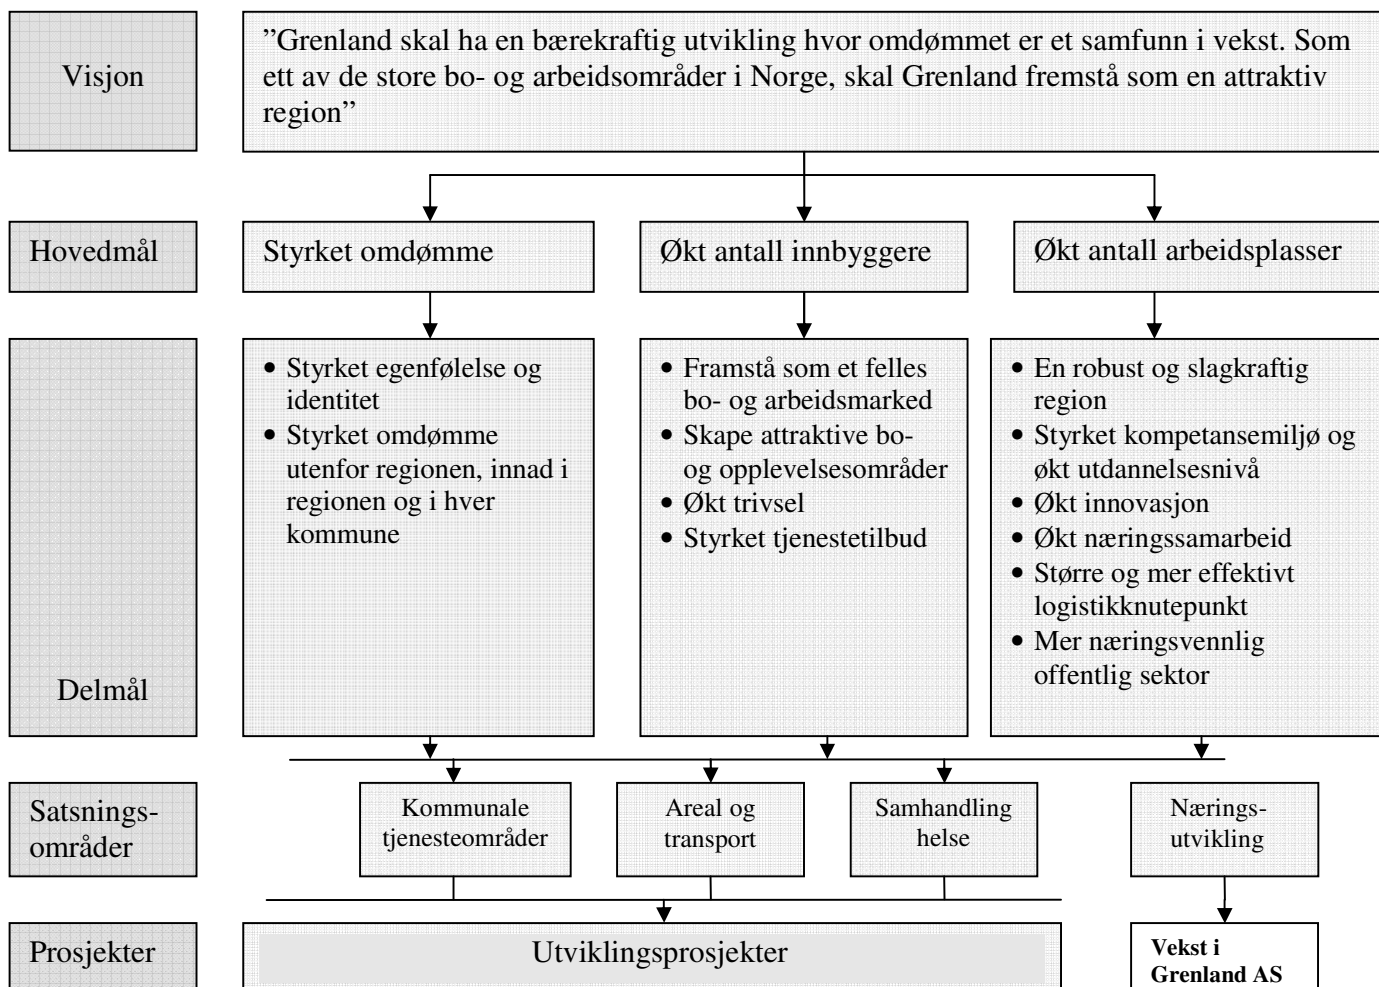 Visjon
”Grenland skal ha en bærekraftig utvikling hvor omdømmet er et samfunn i vekst. Som
ett av de store bo- og arbeidsområder i Norge, skal Grenland fremstå som en attraktiv
region”
Hovedmål
Styrket omdømme
Økt antall innbyggere
Økt antall arbeidsplasser
Delmål
• Styrket egenfølelse og
identitet
• Styrket omdømme
utenfor regionen, innad i
regionen og i hver
kommune
• Framstå som et felles
bo- og arbeidsmarked
• Skape attraktive bo-
og opplevelsesområder
• Økt trivsel
• Styrket tjenestetilbud
• En robust og slagkraftig
region
• Styrket kompetansemiljø og
økt utdannelsesnivå
• Økt innovasjon
• Økt næringssamarbeid
• Større og mer effektivt
logistikknutepunkt
• Mer næringsvennlig
offentlig sektor
Satsnings-
områder
Kommunale
tjenesteområder
Areal og
transport
Samhandling
helse
Nærings-
utvikling
Prosjekter
Utviklingsprosjekter
Vekst i
Grenland AS